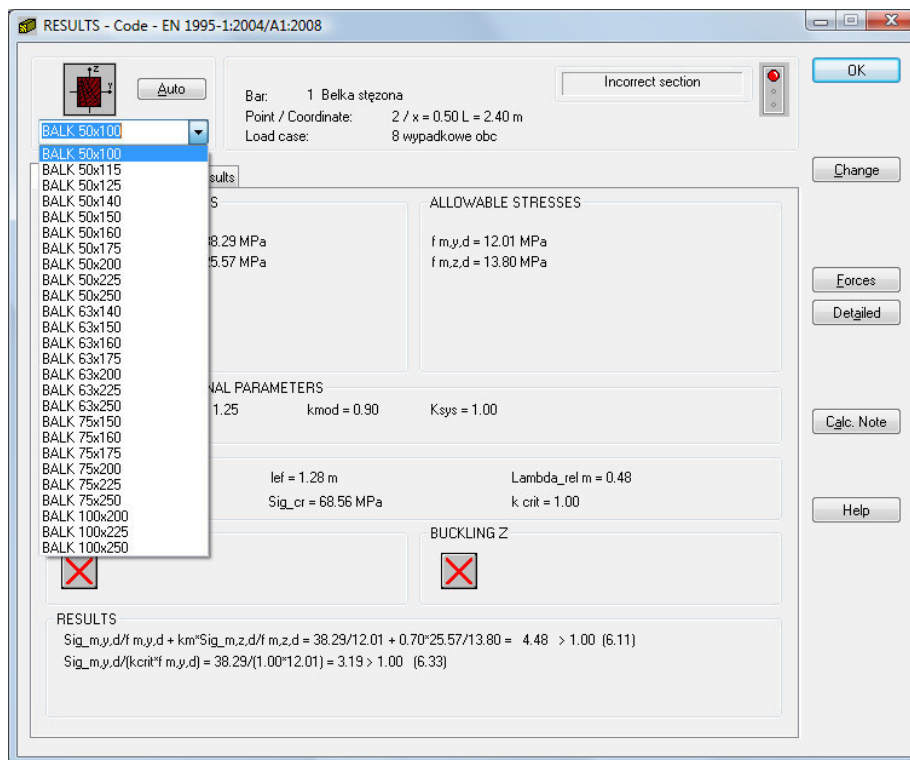 RESULTS - Code - EN 1995-1:2004/A1:2008
z
y
Auto
BALK 50x100
Bar: 1 Belka stęzona
Point / Coordinate: 2 / x = 0.50 L = 2.40 m
Load case: 8 wypadkowe obc
Incorrect section
OK
Change
Forces
Detailed
Calc. Note
Help
BALK 50x100
BALK 50x115
BALK 50x125
BALK 50x140
BALK 50x150
BALK 50x160
BALK 50x175
BALK 50x200
BALK 50x225
BALK 50x250
BALK 63x140
BALK 63x150
BALK 63x160
BALK 63x175
BALK 63x200
BALK 63x225
BALK 63x250
BALK 75x150
BALK 75x160
BALK 75x175
BALK 75x200
BALK 75x225
BALK 75x250
BALK 100x200
BALK 100x225
BALK 100x250
sults
S
8.29 MPa
5.57 MPa
ALLOWABLE STRESSES
f m,y,d = 12.01 MPa
f m,z,d = 13.80 MPa
NAL PARAMETERS
1.25 kmod = 0.90 Ksys = 1.00
lef = 1.28 m Lambda_rel m = 0.48
Sig_cr = 68.56 MPa k crit = 1.00
BUCKLING Z
RESULTS
Sig_m,y,d/f m,y,d + km*Sig_m,z,d/f m,z,d = 38.29/12.01 + 0.70*25.57/13.80 = 4.48 > 1.00 (6.11)
Sig_m,y,d/(kcrit*f m,y,d) = 38.29/(1.00*12.01) = 3.19 > 1.00 (6.33)